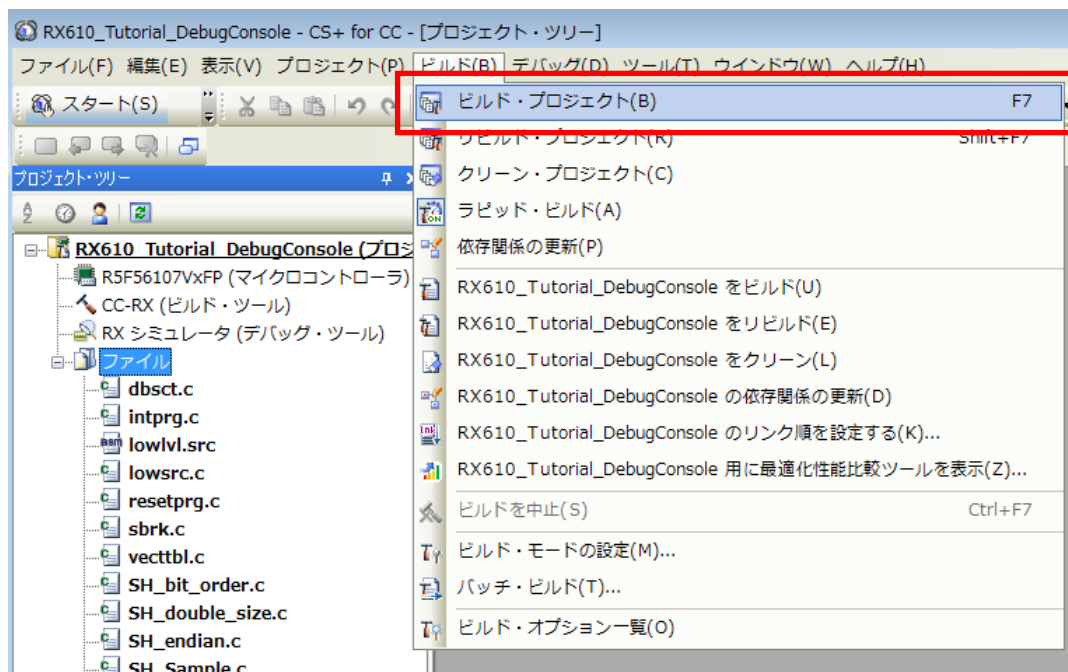 RX610_Tutorial_DebugConsole - CS+ for CC - [プロジェクト・ツリー]
ファイル(F) 編集(E) 表示(V) プロジェクト(P) ビルド(B) デバッグ(D) ツール(T) ウインドウ(W) ヘルプ(H)
スタート(S)
プロジェクト・ツリー
RX610_Tutorial_DebugConsole (プロジ
R5F56107VxFP (マイクロコントローラ)
CC-RX (ビルド・ツール)
RX シミュレータ (デバッグ・ツール)
ファイル
dbsct.c
intprg.c
lowlvl.src
lowsrc.c
resetprg.c
sbrk.c
vecttbl.c
SH_bit_order.c
SH_double_size.c
SH_endian.c
SH_Sample.c
ビルド・プロジェクト(B) F7
リビルド・プロジェクト(R) Shift+F7
クリーン・プロジェクト(C)
ラピッド・ビルド(A)
依存関係の更新(P)
RX610_Tutorial_DebugConsole をビルド(U)
RX610_Tutorial_DebugConsole をリビルド(E)
RX610_Tutorial_DebugConsole をクリーン(L)
RX610_Tutorial_DebugConsole の依存関係の更新(D)
RX610_Tutorial_DebugConsole のリンク順を設定する(K)...
RX610_Tutorial_DebugConsole 用に最適化性能比較ツールを表示(Z)...
ビルドを中止(S) Ctrl+F7
ビルド・モードの設定(M)...
バッチ・ビルド(T)...
ビルド・オプション一覧(O)